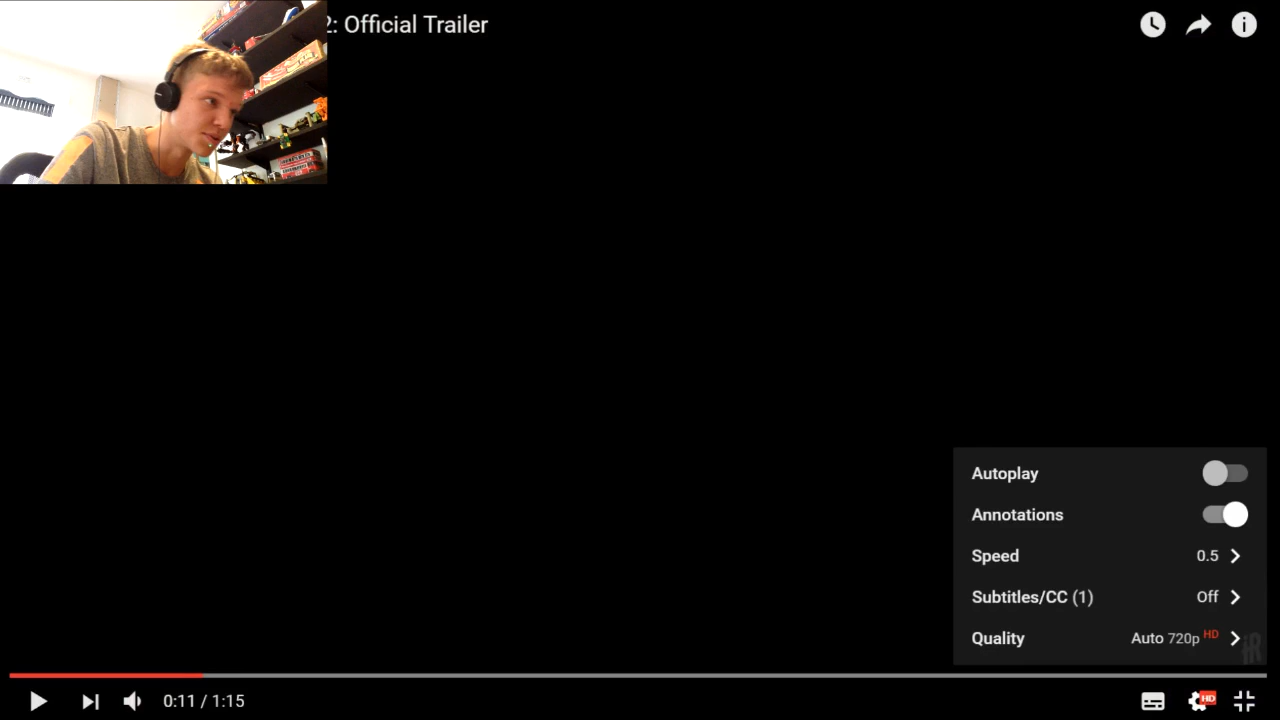 2: Official Trailer
Autoplay
Annotations
Speed 0.5
Subtitles/CC (1) Off
Quality Auto 720p HD
0:11 / 1:15
HD